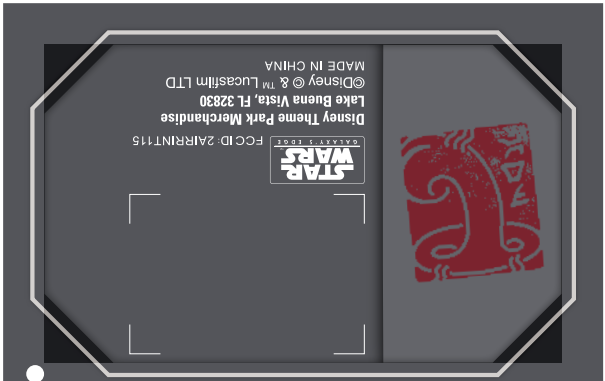 STAR
WARS
GALAXY'S EDGE
FCC ID: 2AIRRINT115
Disney Theme Park Merchandise
Lake Buena Vista, FL 32830
©Disney © & ™ Lucasfilm LTD
MADE IN CHINA